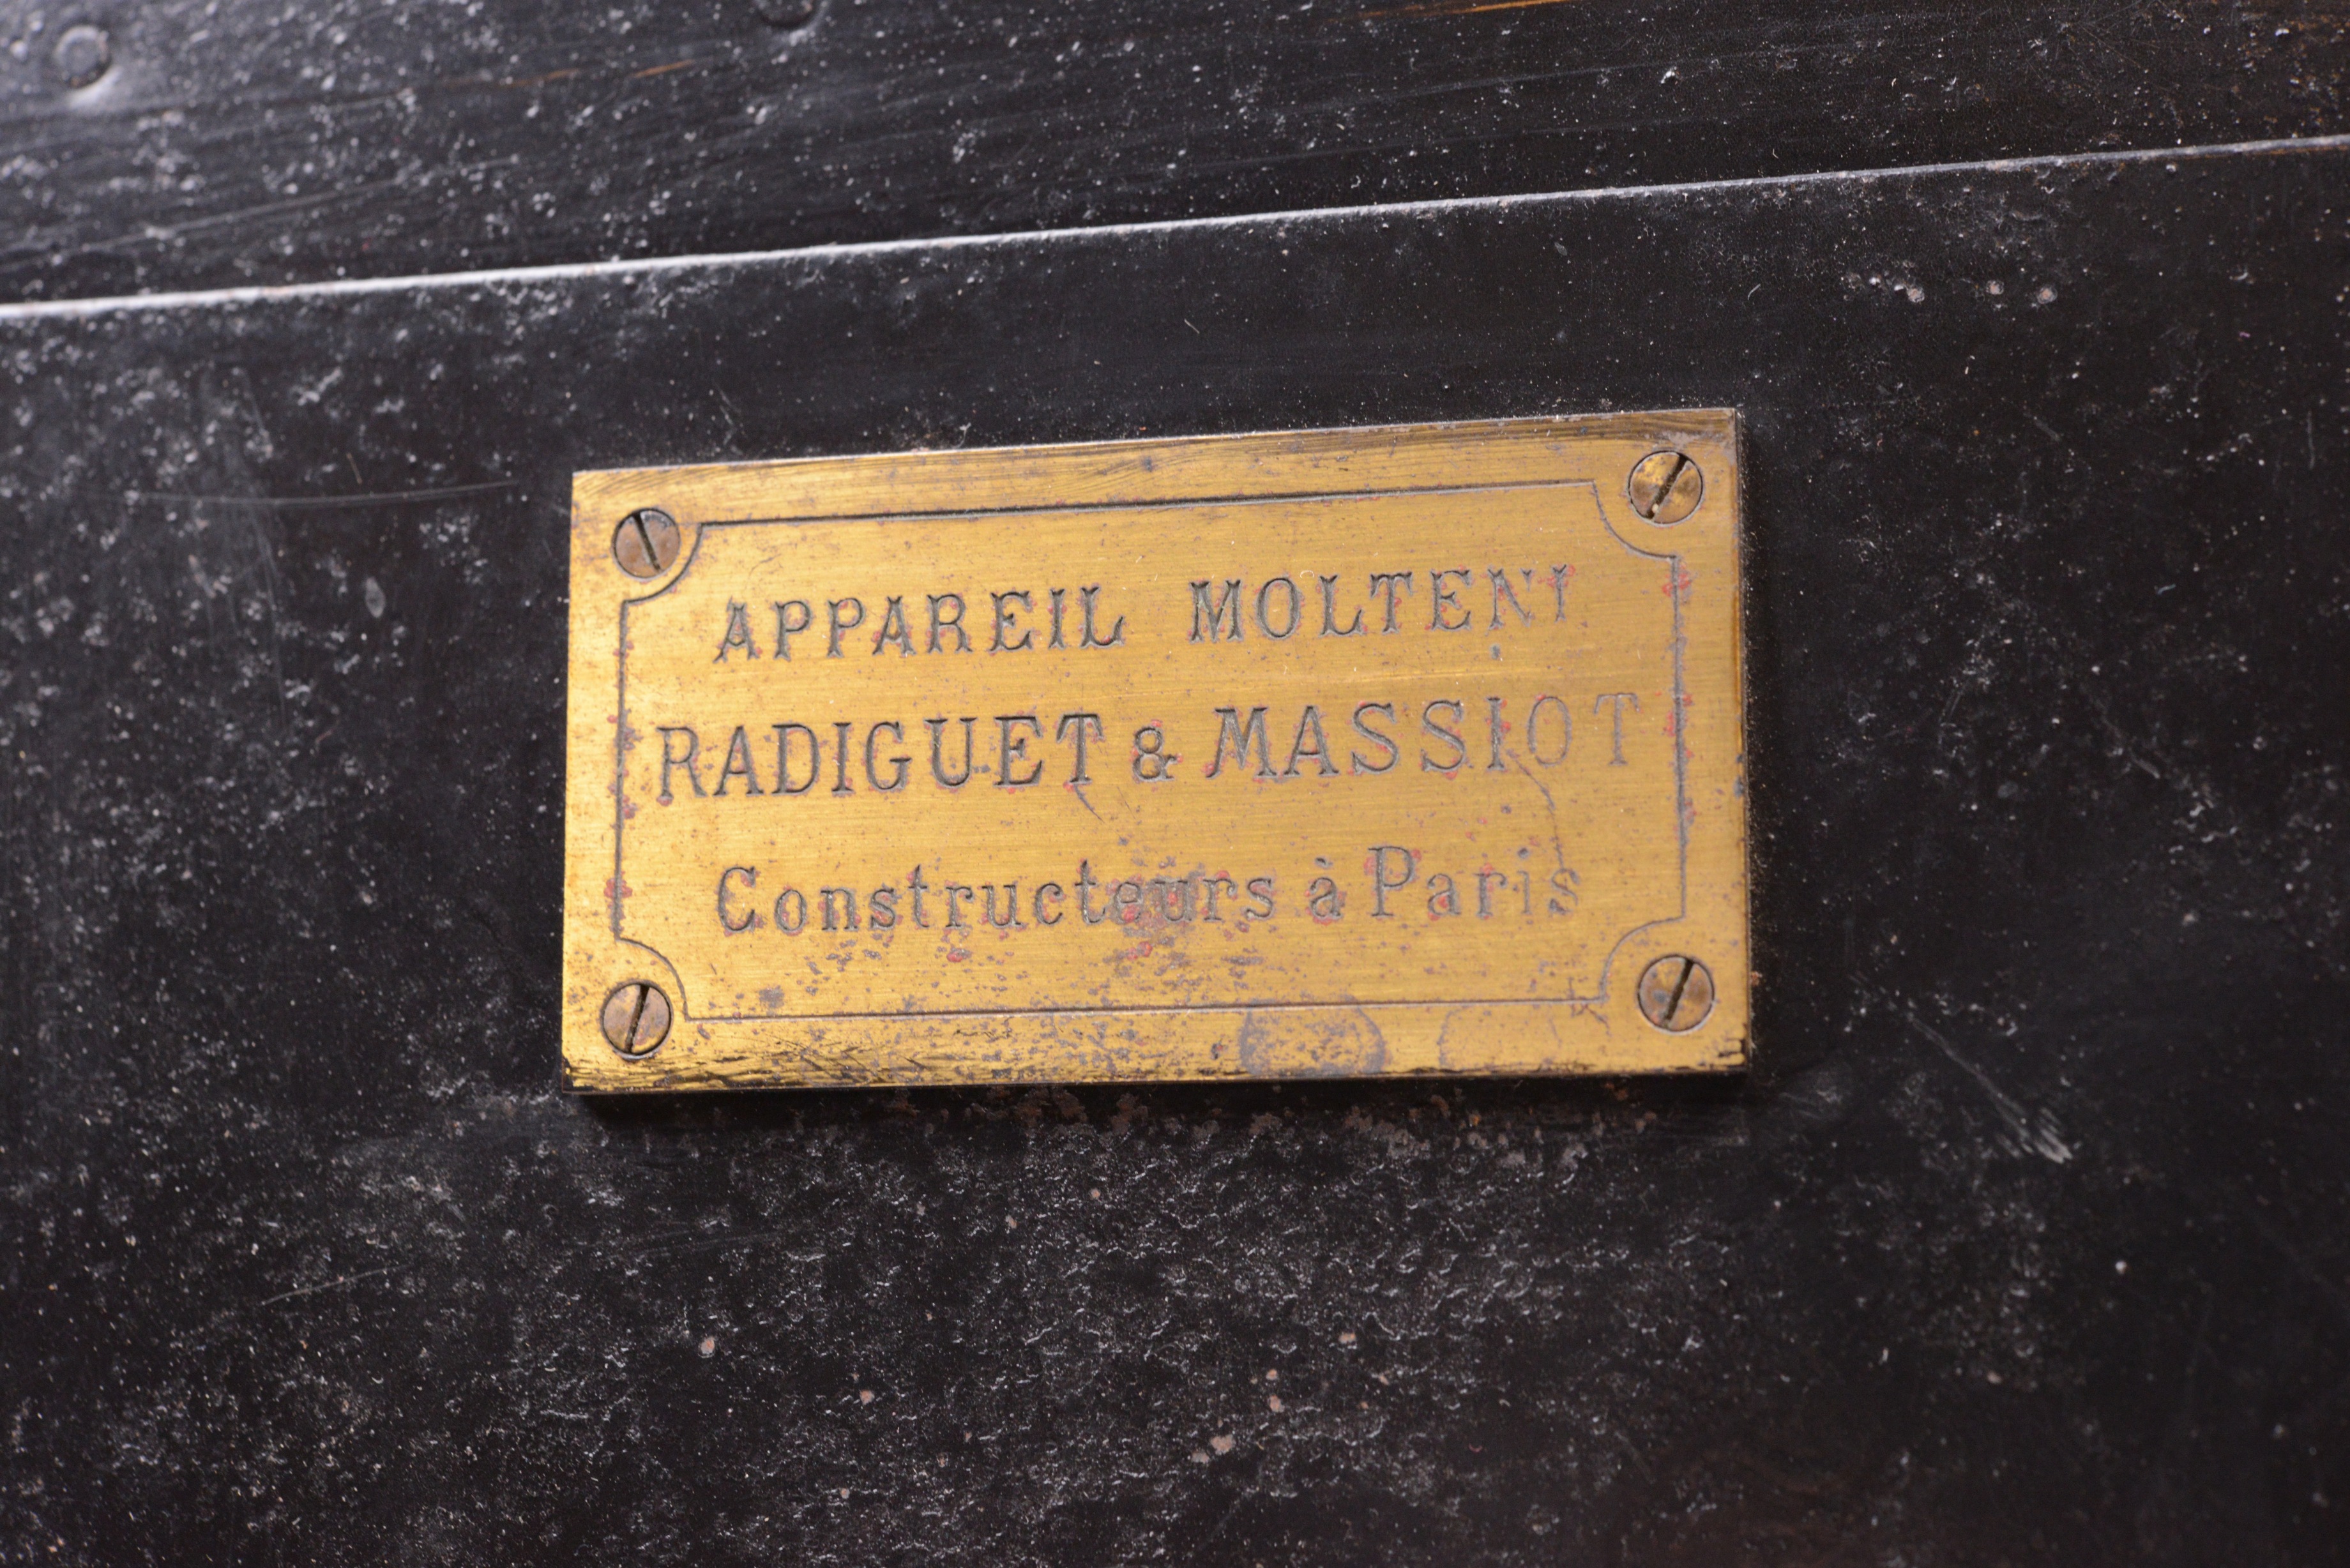 APPAREIL MOLTENI
RADIGUET & MASSIOT
Constructeurs à Paris